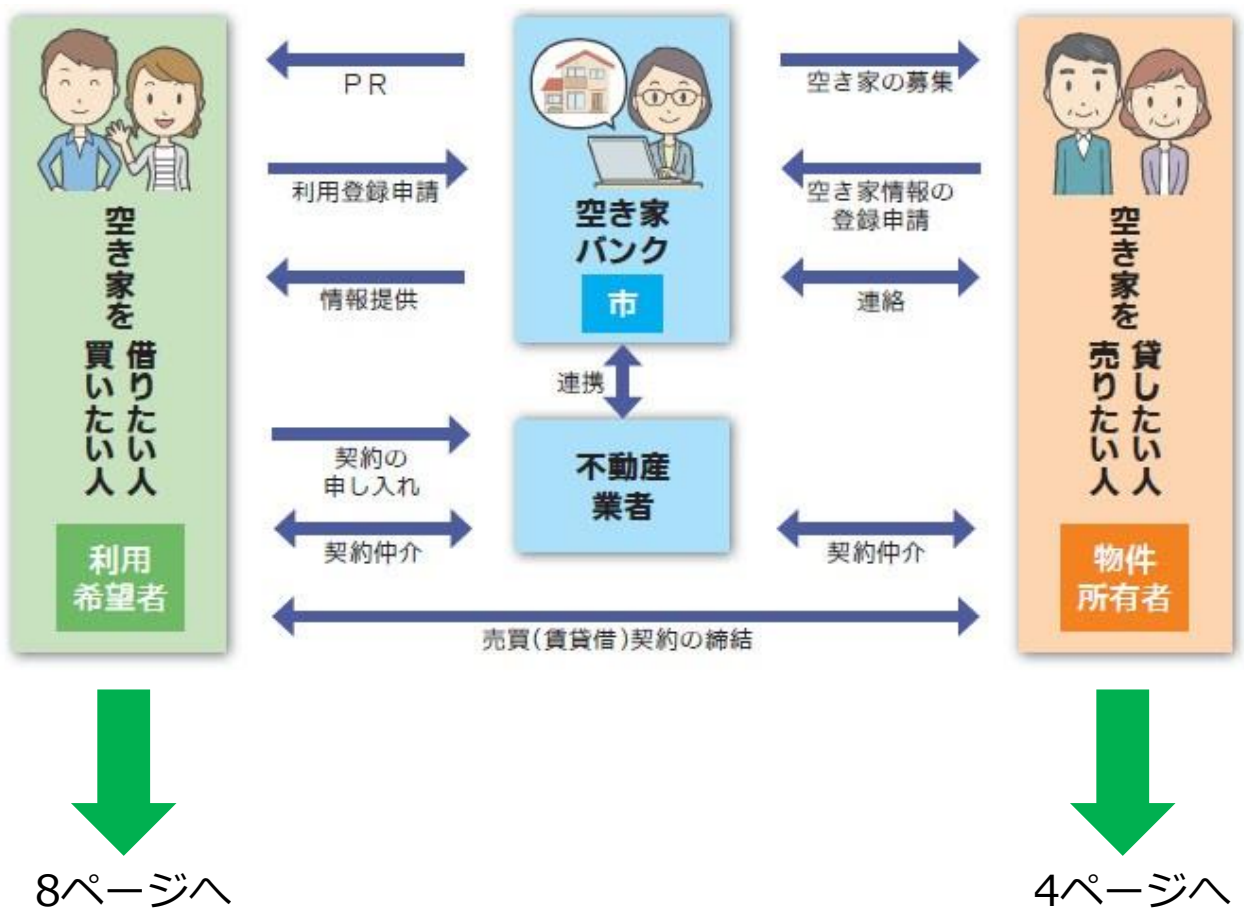 PR
利用登録申請
情報提供
空き家を
借りたい人
買いたい人
利用
希望者
空き家
バンク
市
連携
不動産
業者
契約の
申し入れ
契約仲介
空き家の募集
空き家情報の
登録申請
連絡
契約仲介
売買(賃貸借)契約の締結
空き家を
貸したい人
売りたい人
物件
所有者
8ページへ
4ページへ